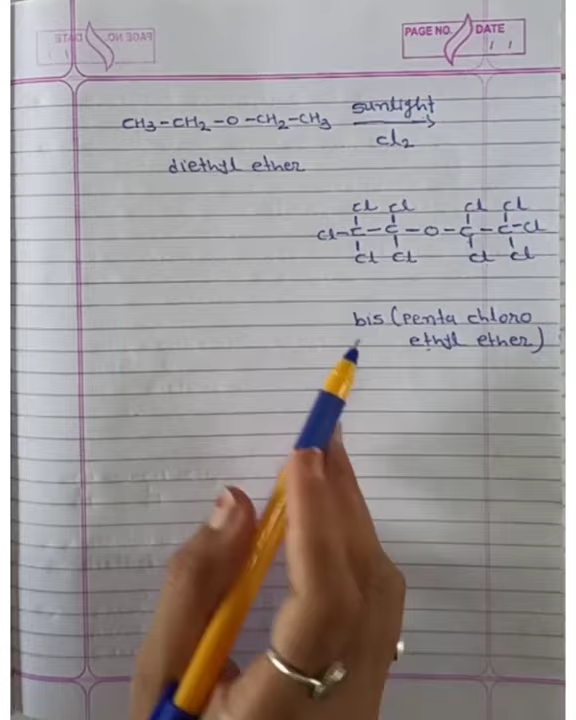 PAGE NO. DATE
/ /
CH3-CH2-O-CH2-CH3 sunlight
Cl2
diethyl ether
Cl Cl Cl Cl
Cl-C-C-O-C-C-Cl
Cl Cl Cl Cl
bis (Penta chloro
ethyl ether)